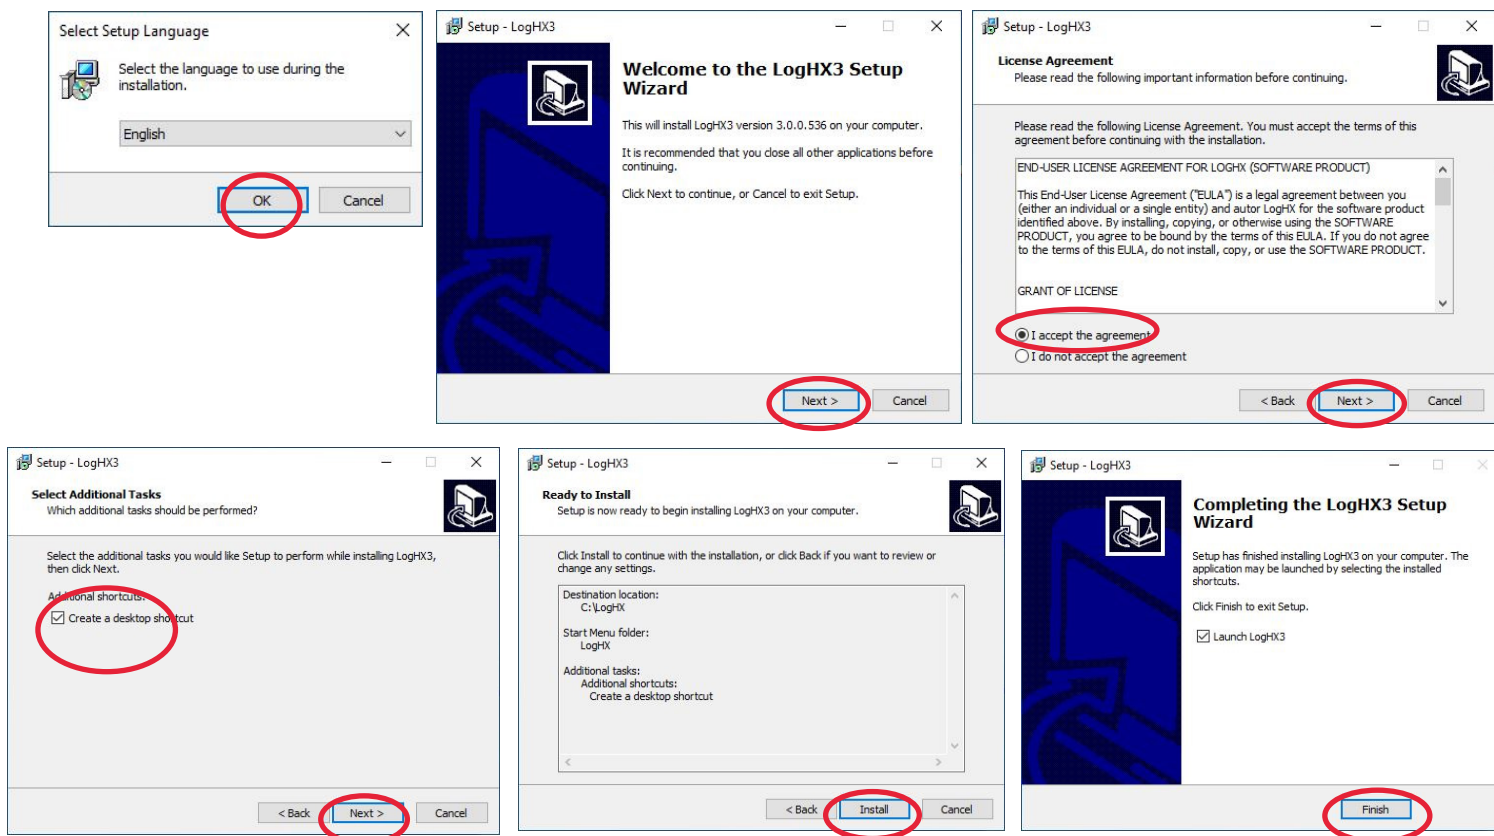 Select Setup Language
Select the language to use during the
installation.
English
OK
Cancel
Setup - LogHX3
Welcome to the LogHX3 Setup
Wizard
This will install LogHX3 version 3.0.0.536 on your computer.
It is recommended that you close all other applications before
continuing.
Click Next to continue, or Cancel to exit Setup.
Next >
Cancel
Setup - LogHX3
License Agreement
Please read the following important information before continuing.
Please read the following License Agreement. You must accept the terms of this
agreement before continuing with the installation.
END-USER LICENSE AGREEMENT FOR LOGHX (SOFTWARE PRODUCT)
This End-User License Agreement ("EULA") is a legal agreement between you
(either an individual or a single entity) and autor LogHX for the software product
identified above. By installing, copying, or otherwise using the SOFTWARE
PRODUCT, you agree to be bound by the terms of this EULA. If you do not agree
to the terms of this EULA, do not install, copy, or use the SOFTWARE PRODUCT.
GRANT OF LICENSE
I accept the agreement
I do not accept the agreement
< Back
Next >
Cancel
Setup - LogHX3
Select Additional Tasks
Which additional tasks should be performed?
Select the additional tasks you would like Setup to perform while installing LogHX3,
then click Next.
Additional shortcuts:
Create a desktop shortcut
< Back
Next >
Cancel
Setup - LogHX3
Ready to Install
Setup is now ready to begin installing LogHX3 on your computer.
Click Install to continue with the installation, or click Back if you want to review or
change any settings.
Destination location:
C:\LogHX
Start Menu folder:
LogHX
Additional tasks:
Additional shortcuts:
Create a desktop shortcut
< Back
Install
Cancel
Setup - LogHX3
Completing the LogHX3 Setup
Wizard
Setup has finished installing LogHX3 on your computer. The
application may be launched by selecting the installed
shortcuts.
Click Finish to exit Setup.
Launch LogHX3
Finish